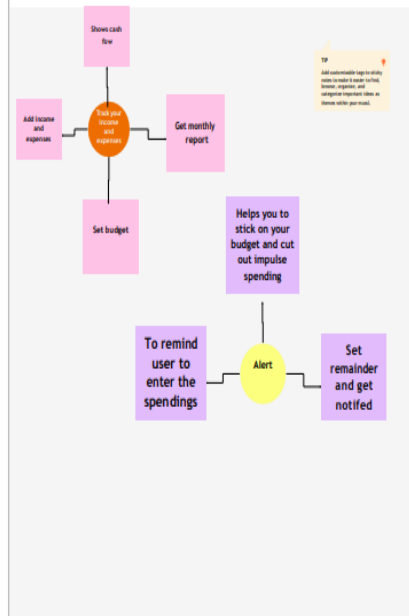 Shows cash
flow
TIP
Add customizable tags to sticky
notes to make it easier to find,
browse, organize, and
categorize important ideas as
themes within your mural.
Add income
and
expenses
Track your
income
and
expenses
Get monthly
report
Set budget
Helps you to
stick on your
budget and cut
out impulse
spending
To remind
user to
enter the
spendings
Alert
Set
remainder
and get
notifed